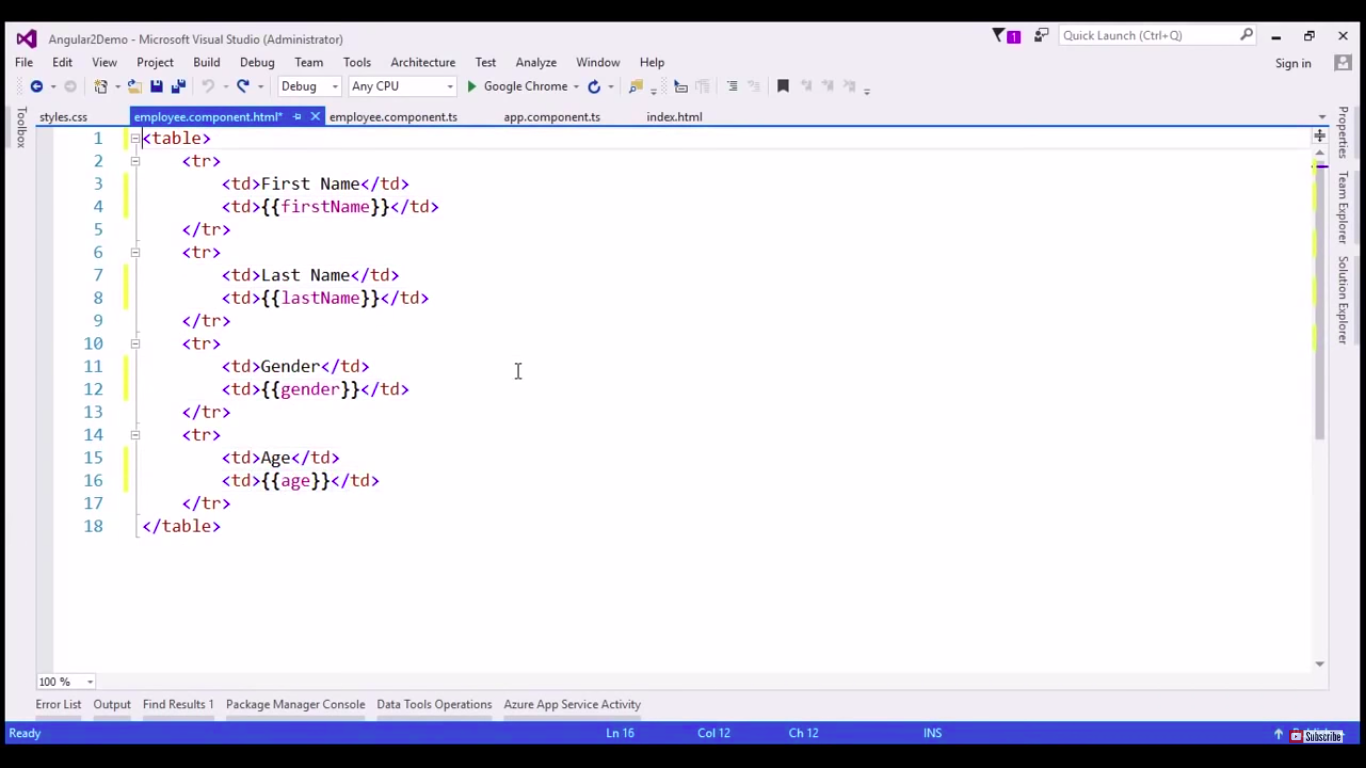 Angular2Demo - Microsoft Visual Studio (Administrator)
1
Quick Launch (Ctrl+Q)
File Edit View Project Build Debug Team Tools Architecture Test Analyze Window Help
Sign in
Debug Any CPU Google Chrome
styles.css employee.component.html* employee.component.ts app.component.ts index.html
Toolbox
Properties
Team Explorer
Solution Explorer
1 <table>
2 <tr>
3 <td>First Name</td>
4 <td>{{firstName}}</td>
5 </tr>
6 <tr>
7 <td>Last Name</td>
8 <td>{{lastName}}</td>
9 </tr>
10 <tr>
11 <td>Gender</td>
12 <td>{{gender}}</td>
13 </tr>
14 <tr>
15 <td>Age</td>
16 <td>{{age}}</td>
17 </tr>
18 </table>
100 %
Error List Output Find Results 1 Package Manager Console Data Tools Operations Azure App Service Activity
Ready Ln 16 Col 12 Ch 12 INS
Subscribe